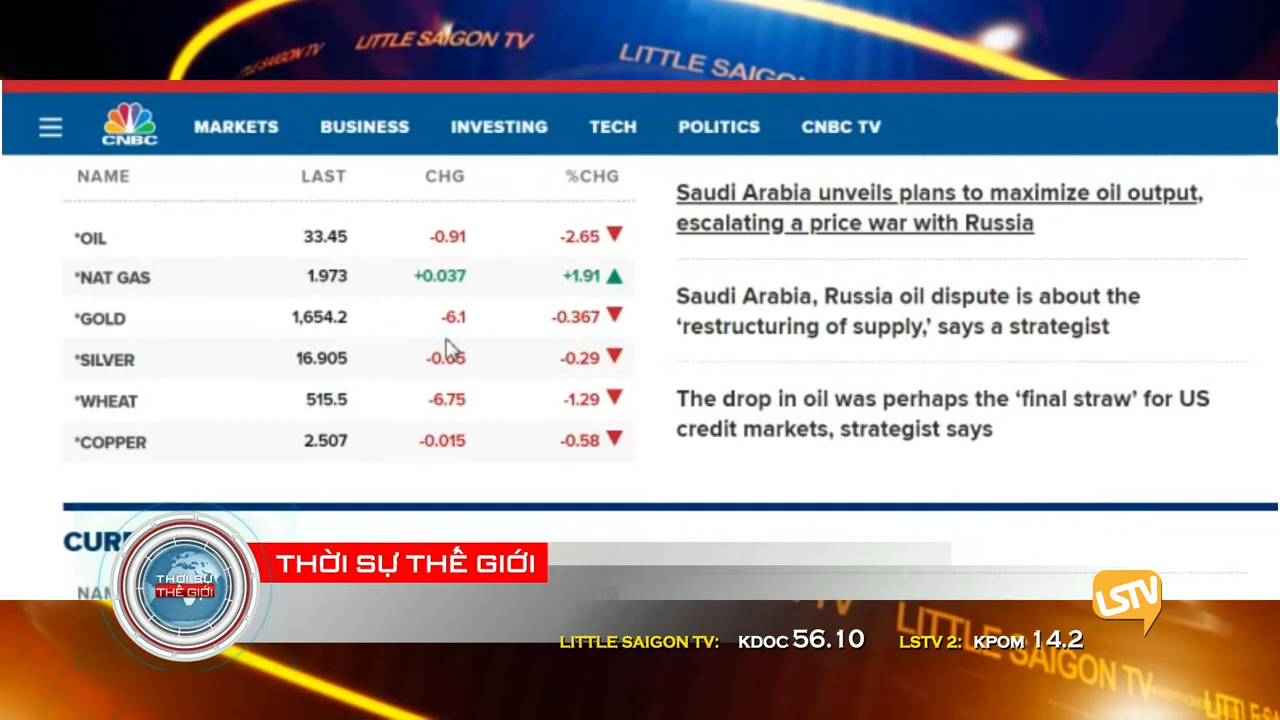 LITTLE SAIGON TV
LITTLE SAIGON TV
LITTLE SAIGON
CNBC
MARKETS BUSINESS INVESTING TECH POLITICS CNBC TV
NAME LAST CHG %CHG
*OIL 33.45 -0.91 -2.65
*NAT GAS 1.973 +0.037 +1.91
*GOLD 1,654.2 -6.1 -0.367
*SILVER 16.905 -0.29
*WHEAT 515.5 -6.75 -1.29
*COPPER 2.507 -0.015 -0.58
Saudi Arabia unveils plans to maximize oil output,
escalating a price war with Russia
Saudi Arabia, Russia oil dispute is about the
‘restructuring of supply,’ says a strategist
The drop in oil was perhaps the ‘final straw’ for US
credit markets, strategist says
THỜI SỰ THẾ GIỚI
THỜI SỰ
THẾ GIỚI
LSTV
LITTLE SAIGON TV: KDOC 56.10 LSTV 2: KPOM 14.2
LITTLE SAIGON TV